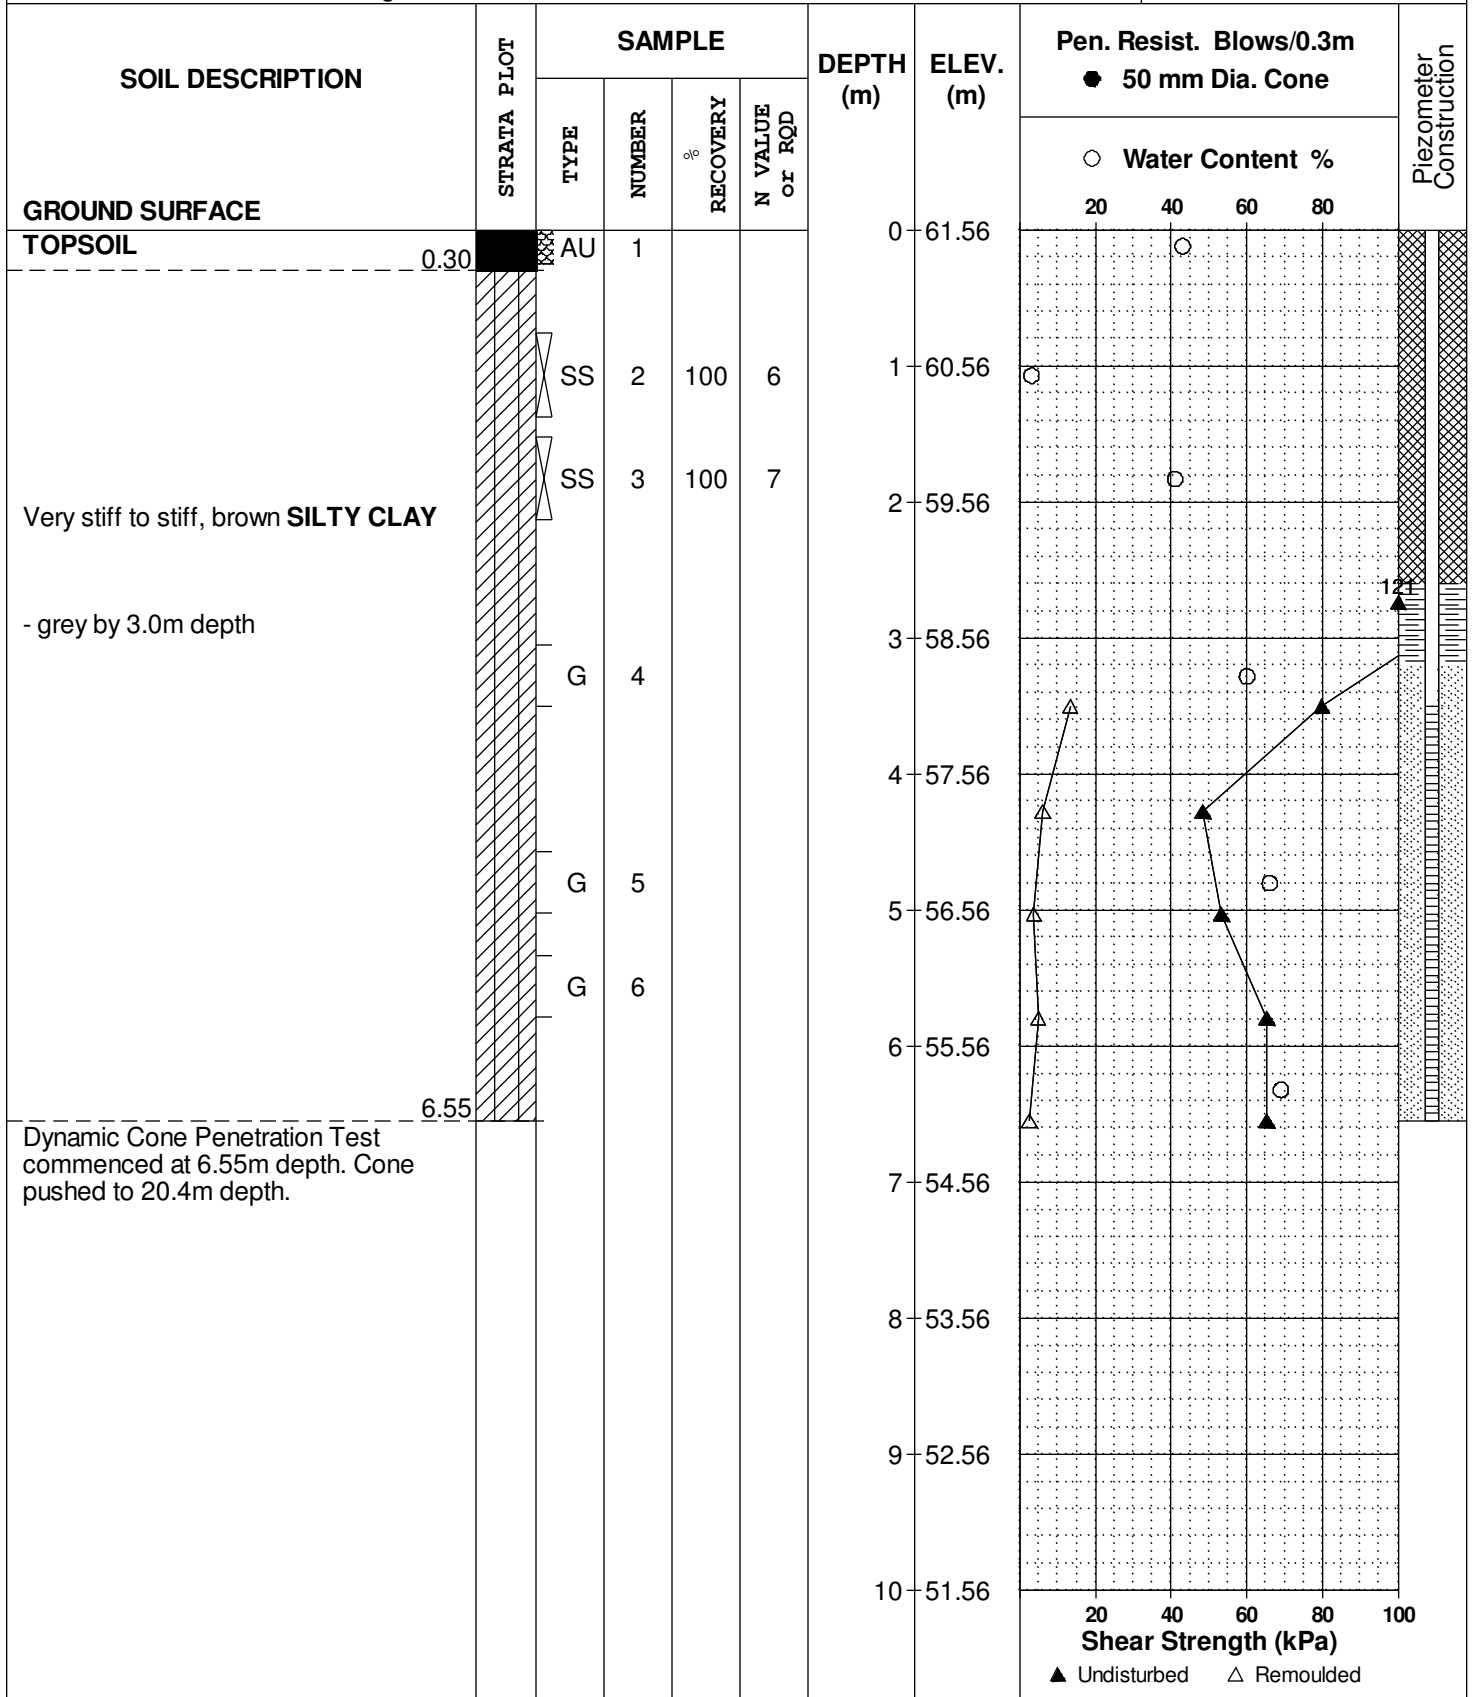 SOIL DESCRIPTION
GROUND SURFACE
STRATA PLOT
SAMPLE
TYPE
NUMBER
% RECOVERY
N VALUE or RQD
DEPTH (m)
ELEV. (m)
Pen. Resist. Blows/0.3m
● 50 mm Dia. Cone
○ Water Content %
20 40 60 80
Piezometer Construction
TOPSOIL
0.30
AU 1
0 61.56
SS 2 100 6
1 60.56
SS 3 100 7
Very stiff to stiff, brown SILTY CLAY
2 59.56
121
- grey by 3.0m depth
3 58.56
G 4
4 57.56
G 5
5 56.56
G 6
6 55.56
6.55
Dynamic Cone Penetration Test
commenced at 6.55m depth. Cone
pushed to 20.4m depth.
7 54.56
8 53.56
9 52.56
10 51.56
20 40 60 80 100
Shear Strength (kPa)
▲ Undisturbed △ Remoulded